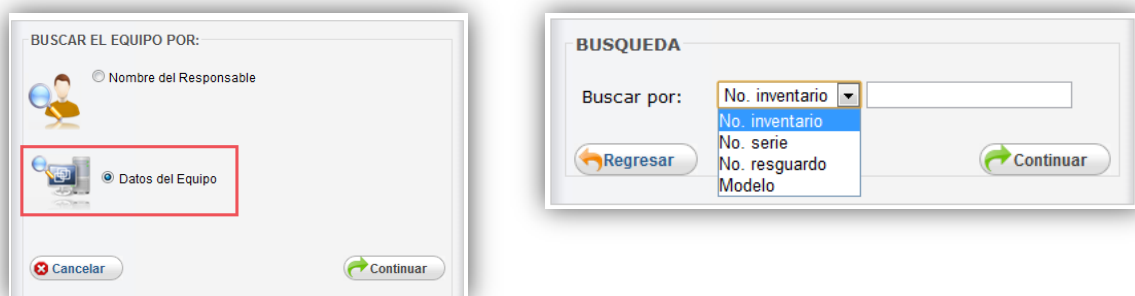 BUSCAR EL EQUIPO POR:
Nombre del Responsable
Datos del Equipo
Cancelar
Continuar
BUSQUEDA
Buscar por:
No. inventario
No. inventario
No. serie
No. resguardo
Modelo
Regresar
Continuar